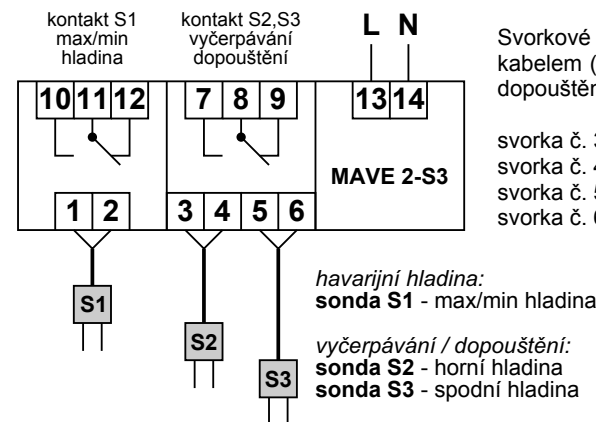 kontakt S1
max/min
hladina
kontakt S2,S3
vyčerpávání
dopouštění
L N
10 11 12
7 8 9
13 14
MAVE 2-S3
1 2
3 4 5 6
S1
S2
S3
Svorkové
kabelem (
dopouštěn
svorka č. 3
svorka č. 4
svorka č. 5
svorka č. 6
havarijní hladina:
sonda S1 - max/min hladina
vyčerpávání / dopouštění:
sonda S2 - horní hladina
sonda S3 - spodní hladina